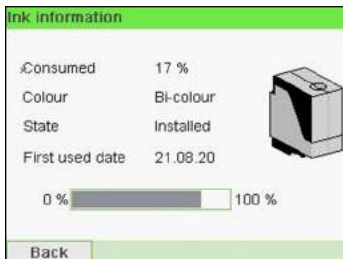 Ink information
Consumed 17 %
Colour Bi-colour
State Installed
First used date 21.08.20
0 % 100 %
Back